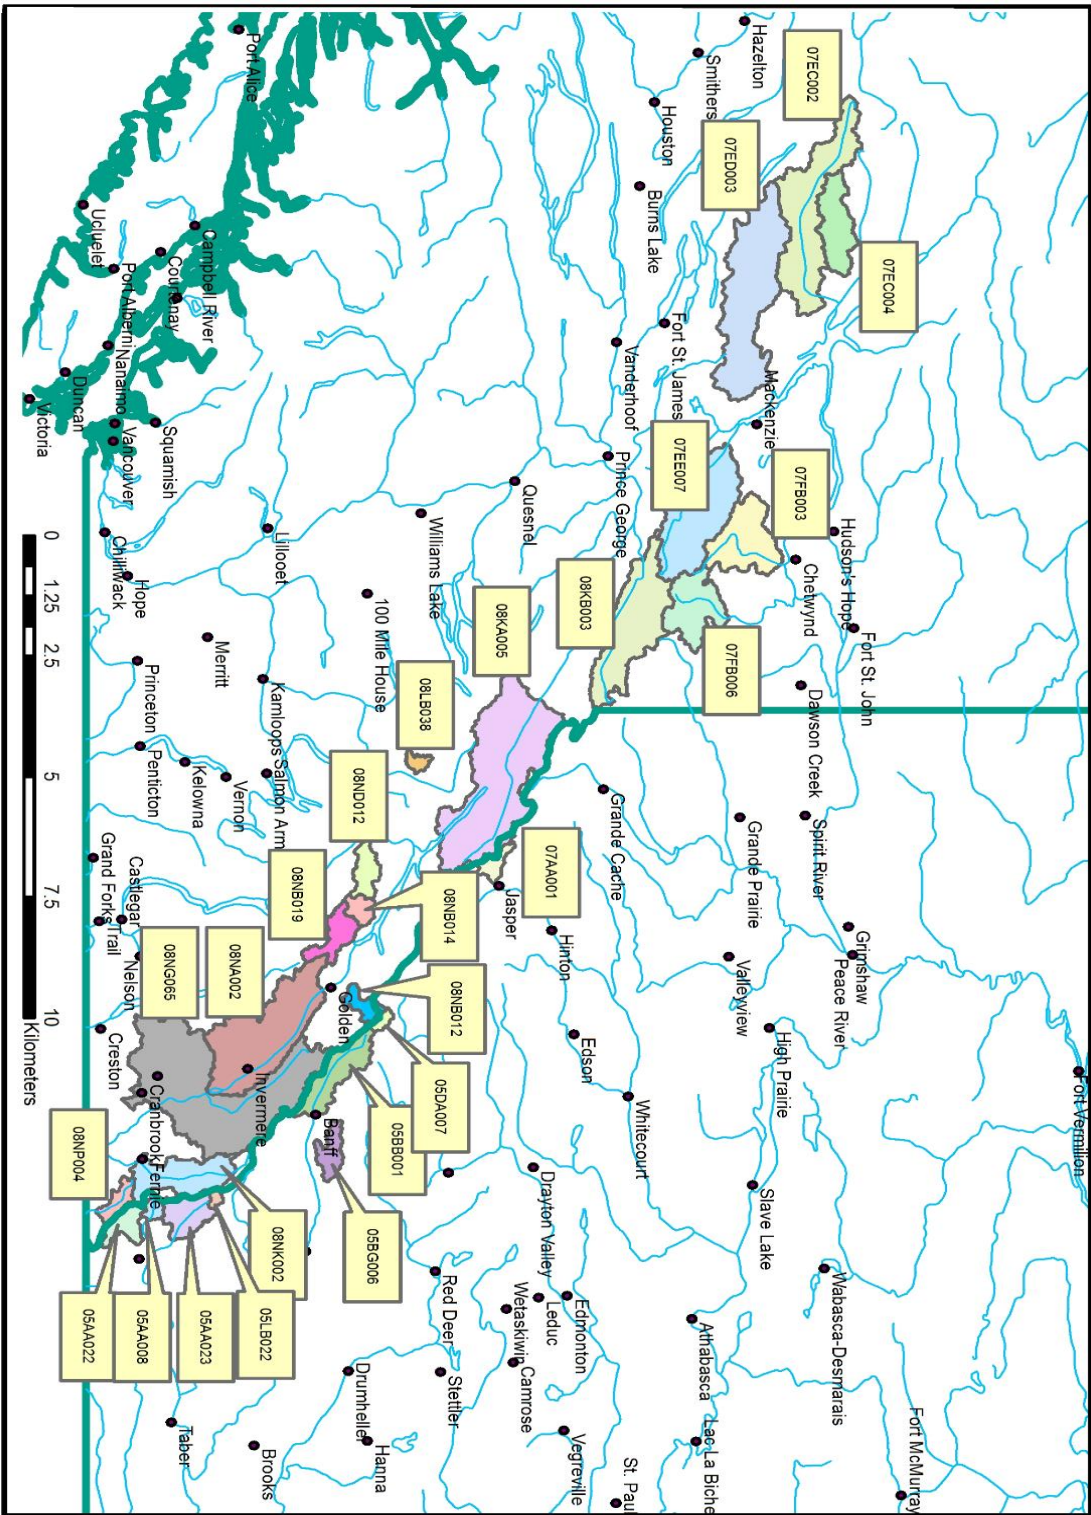 Fort Vermilion
Fort McMurray
Hazelton
07EC002
07EC004
07FB003
Hudson's Hope
Fort St. John
Grimshaw
Peace River
Wabasca-Desmarais
Smithers
07ED003
Mackenzie
Chetwynd
Dawson Creek
Spirit River
High Prairie
Slave Lake
Houston
Burns Lake
Fort St. James
07EE007
07FB006
Grande Prairie
Valleyview
Athabasca
Lac La Biche
Vanderhoof
Prince George
08KB003
Grande Cache
Whitecourt
St. Paul
Quesnel
08KA005
07AA001
Hinton
Edson
Drayton Valley
Edmonton
Leduc
Wetaskiwin
Camrose
Vegreville
Williams Lake
08LB038
Jasper
08NB014
08NB012
05DA007
Red Deer
Stettler
100 Mile House
08ND012
05BB001
05BG006
Drumheller
Hanna
Port Alice
Lillooet
Kamloops
Salmon Arm
08NB019
Golden
Banff
08NK002
05LB022
Brooks
Campbell River
Courtenay
Merritt
Vernon
Kelowna
08NA002
Invermere
05AA023
Taber
Ucluelet
Port Alberni
Nanaimo
Squamish
Vancouver
Hope
Princeton
Penticton
Castlegar
08NG065
Nelson
Cranbrook
Fernie
05AA008
Duncan
Victoria
Chilliwack
Grand Forks
Trail
Creston
08NP004
05AA022
0 1.25 2.5 5 7.5 10
Kilometers